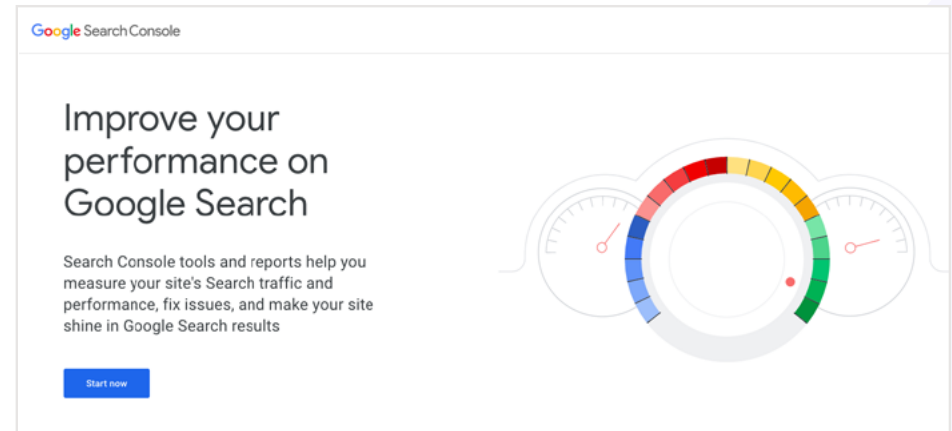 Google Search Console
Improve your
performance on
Google Search
Search Console tools and reports help you
measure your site's Search traffic and
performance, fix issues, and make your site
shine in Google Search results
Start now